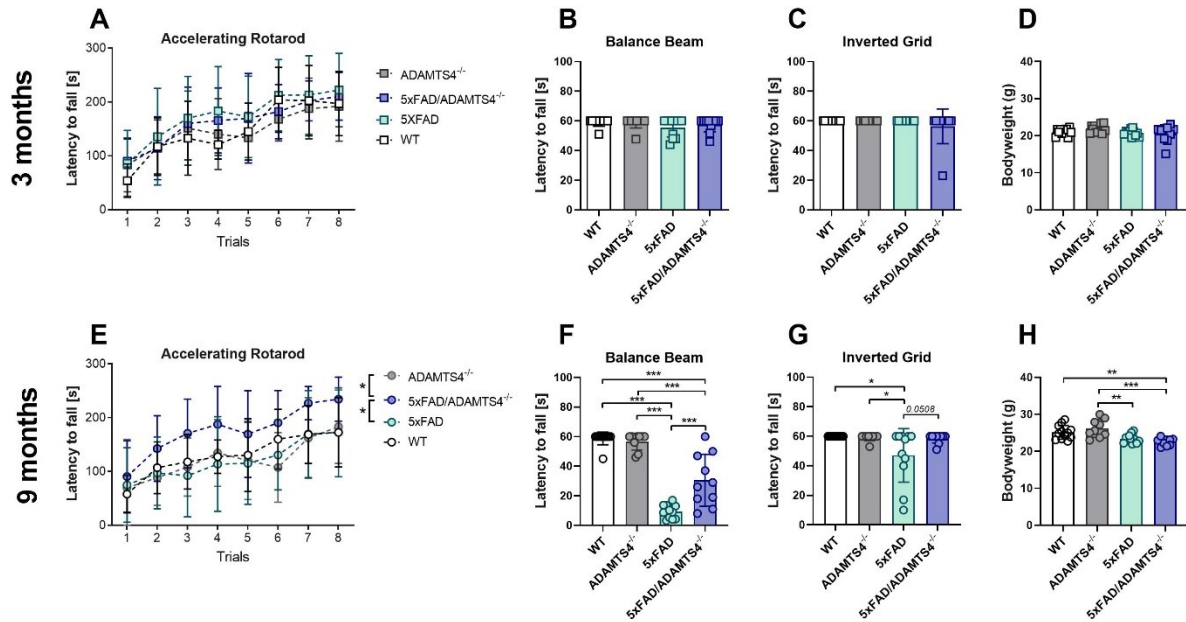 3 months
A
Accelerating Rotarod
Latency to fall [s]
300
200
100
0
1 2 3 4 5 6 7 8
Trials
ADAMTS4-/-
5xFAD/ADAMTS4-/-
5XFAD
WT
B
Balance Beam
Latency to fall [s]
100
80
60
40
20
0
WT
ADAMTS4-/-
5xFAD
5xFAD/ADAMTS4-/-
C
Inverted Grid
Latency to fall [s]
100
80
60
40
20
0
WT
ADAMTS4-/-
5xFAD
5xFAD/ADAMTS4-/-
D
Bodyweight (g)
40
30
20
10
0
WT
ADAMTS4-/-
5xFAD
5xFAD/ADAMTS4-/-
9 months
E
Accelerating Rotarod
Latency to fall [s]
300
200
100
0
1 2 3 4 5 6 7 8
Trials
*
*
ADAMTS4-/-
5xFAD/ADAMTS4-/-
5xFAD
WT
F
Balance Beam
Latency to fall [s]
100
80
60
40
20
0
***
***
***
***
***
WT
ADAMTS4-/-
5xFAD
5xFAD/ADAMTS4-/-
G
Inverted Grid
Latency to fall [s]
100
80
60
40
20
0
*
*
0.0508
WT
ADAMTS4-/-
5xFAD
5xFAD/ADAMTS4-/-
H
Bodyweight (g)
40
30
20
10
0
**
***
**
WT
ADAMTS4-/-
5xFAD
5xFAD/ADAMTS4-/-